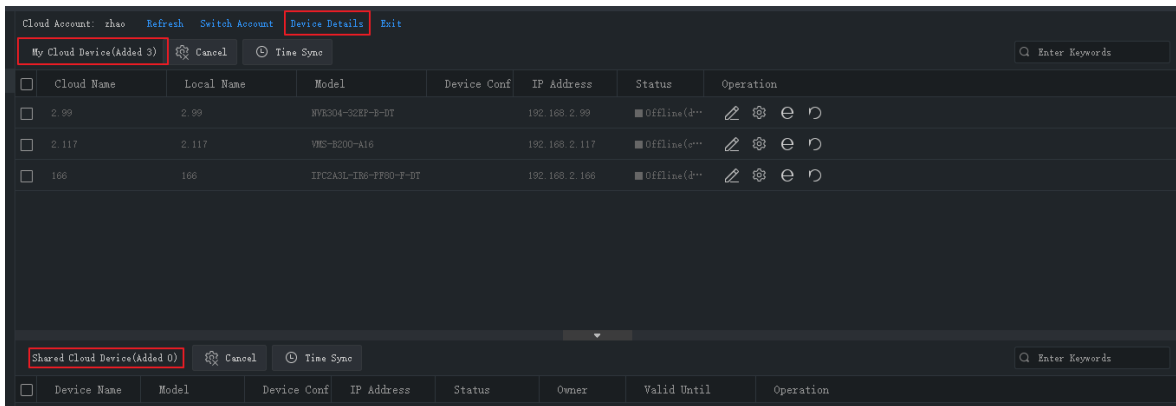 Cloud Account: zhao Refresh Switch Account Device Details Exit
My Cloud Device(Added 3) Cancel Time Sync Enter Keywords
Cloud Name Local Name Model Device Conf IP Address Status Operation
2.99 2.99 NVR304-32EP-B-DT 192.168.2.99 Offline(d...
2.117 2.117 VMS-B200-A16 192.168.2.117 Offline(d...
166 166 IPC2A3L-IR6-PF80-F-DT 192.168.2.166 Offline(d...
Shared Cloud Device(Added 0) Cancel Time Sync Enter Keywords
Device Name Model Device Conf IP Address Status Owner Valid Until Operation